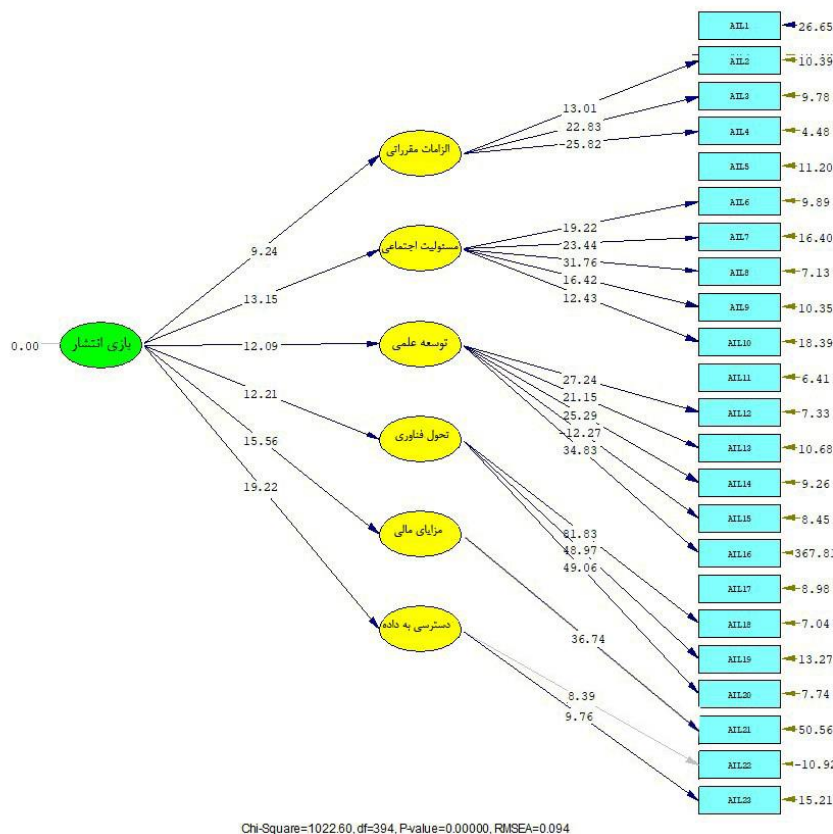 AIL1
26.65
AIL2
10.39
AIL3
9.78
AIL4
4.48
AIL5
11.20
AIL6
9.89
AIL7
16.40
AIL8
7.13
AIL9
10.35
AIL10
18.39
AIL11
6.41
AIL12
7.33
AIL13
10.68
AIL14
9.26
AIL15
8.45
AIL16
AIL17
8.98
AIL18
7.04
AIL19
13.27
AIL20
7.74
AIL21
50.56
AIL22
-10.92
AIL23
15.21
13.01
22.83
-25.82
الزامات مقرراتی
19.22
23.44
31.76
16.42
12.43
مسئولیت اجتماعی
27.24
21.15
25.29
-12.27
34.83
توسعه علمی
81.83
48.97
49.06
تحول فناوری
36.74
مزایای مالی
8.39
9.76
دسترسی به داده
9.24
13.15
12.09
12.21
15.56
19.22
0.00
بازی انتشار
Chi-Square=1022.60, df=394, P-value=0.00000, RMSEA=0.094